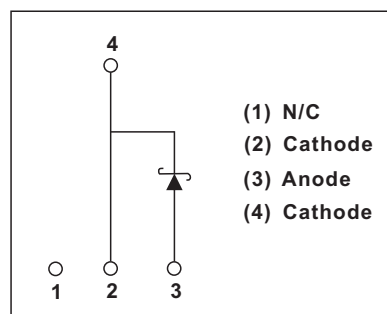 4
(1) N/C
(2) Cathode
(3) Anode
(4) Cathode
1 2 3